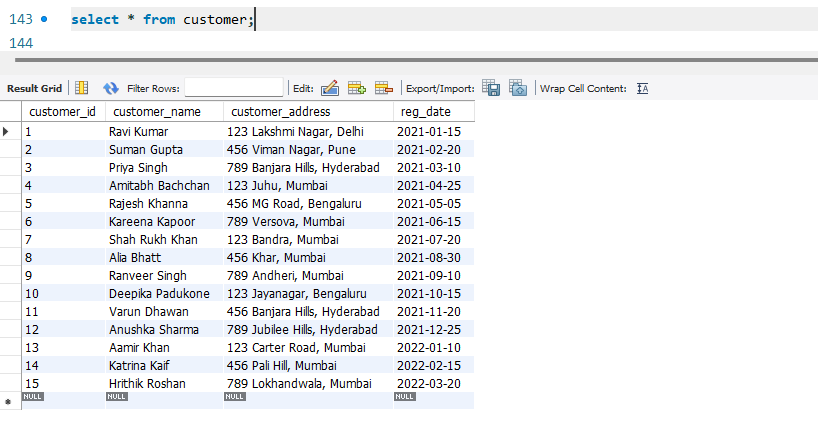 143 select * from customer;
144
Result Grid Filter Rows: Edit: Export/Import: Wrap Cell Content: IA
customer_id customer_name customer_address reg_date
1 Ravi Kumar 123 Lakshmi Nagar, Delhi 2021-01-15
2 Suman Gupta 456 Viman Nagar, Pune 2021-02-20
3 Priya Singh 789 Banjara Hills, Hyderabad 2021-03-10
4 Amitabh Bachchan 123 Juhu, Mumbai 2021-04-25
5 Rajesh Khanna 456 MG Road, Bengaluru 2021-05-05
6 Kareena Kapoor 789 Versova, Mumbai 2021-06-15
7 Shah Rukh Khan 123 Bandra, Mumbai 2021-07-20
8 Alia Bhatt 456 Khar, Mumbai 2021-08-30
9 Ranveer Singh 789 Andheri, Mumbai 2021-09-10
10 Deepika Padukone 123 Jayanagar, Bengaluru 2021-10-15
11 Varun Dhawan 456 Banjara Hills, Hyderabad 2021-11-20
12 Anushka Sharma 789 Jubilee Hills, Hyderabad 2021-12-25
13 Aamir Khan 123 Carter Road, Mumbai 2022-01-10
14 Katrina Kaif 456 Pali Hill, Mumbai 2022-02-15
15 Hrithik Roshan 789 Lokhandwala, Mumbai 2022-03-20
NULL NULL NULL NULL